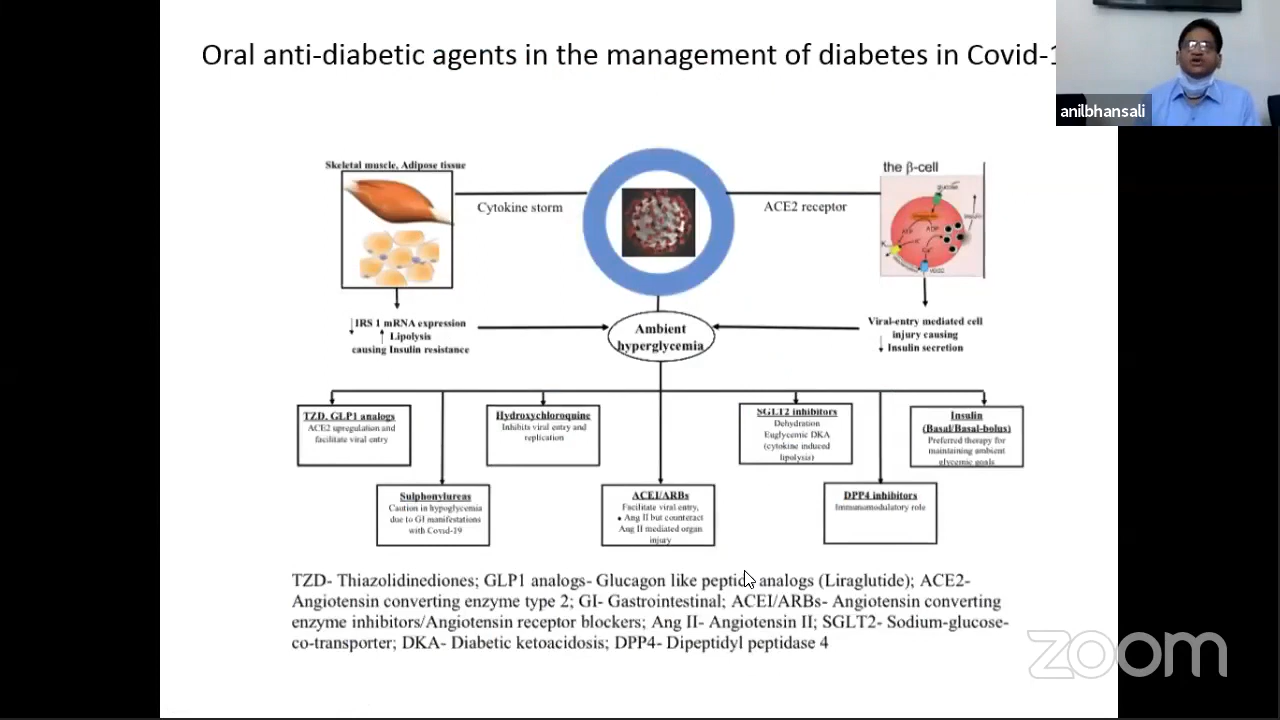 Oral anti-diabetic agents in the management of diabetes in Covid-1
anilbhansali
Skeletal muscle, Adipose tissue
Cytokine storm
ACE2 receptor
the β-cell
glucose
ATP
ADP
Insulin
↓IRS 1 mRNA expression
↑ Lipolysis
causing Insulin resistance
Ambient
hyperglycemia
Viral-entry mediated cell
injury causing
↓ Insulin secretion
TZD, GLP1 analogs
ACE2 upregulation and
facilitate viral entry
Hydroxychloroquine
Inhibits viral entry and
replication
SGLT2 inhibitors
Dehydration
Euglycemic DKA
(cytokine induced
lipolysis)
Insulin
(Basal/Basal-bolus)
Preferred therapy for
maintaining ambient
glycemic goals
Sulphonylureas
Caution in hypoglycemia
due to GI manifestations
with Covid-19
ACEI/ARBs
Facilitate viral entry,
• Ang II but counteract
Ang II mediated organ
injury
DPP4 inhibitors
Immunomodulatory role
TZD- Thiazolidinediones; GLP1 analogs- Glucagon like peptide analogs (Liraglutide); ACE2-
Angiotensin converting enzyme type 2; GI- Gastrointestinal; ACEI/ARBs- Angiotensin converting
enzyme inhibitors/Angiotensin receptor blockers; Ang II- Angiotensin II; SGLT2- Sodium-glucose-
co-transporter; DKA- Diabetic ketoacidosis; DPP4- Dipeptidyl peptidase 4
zoom